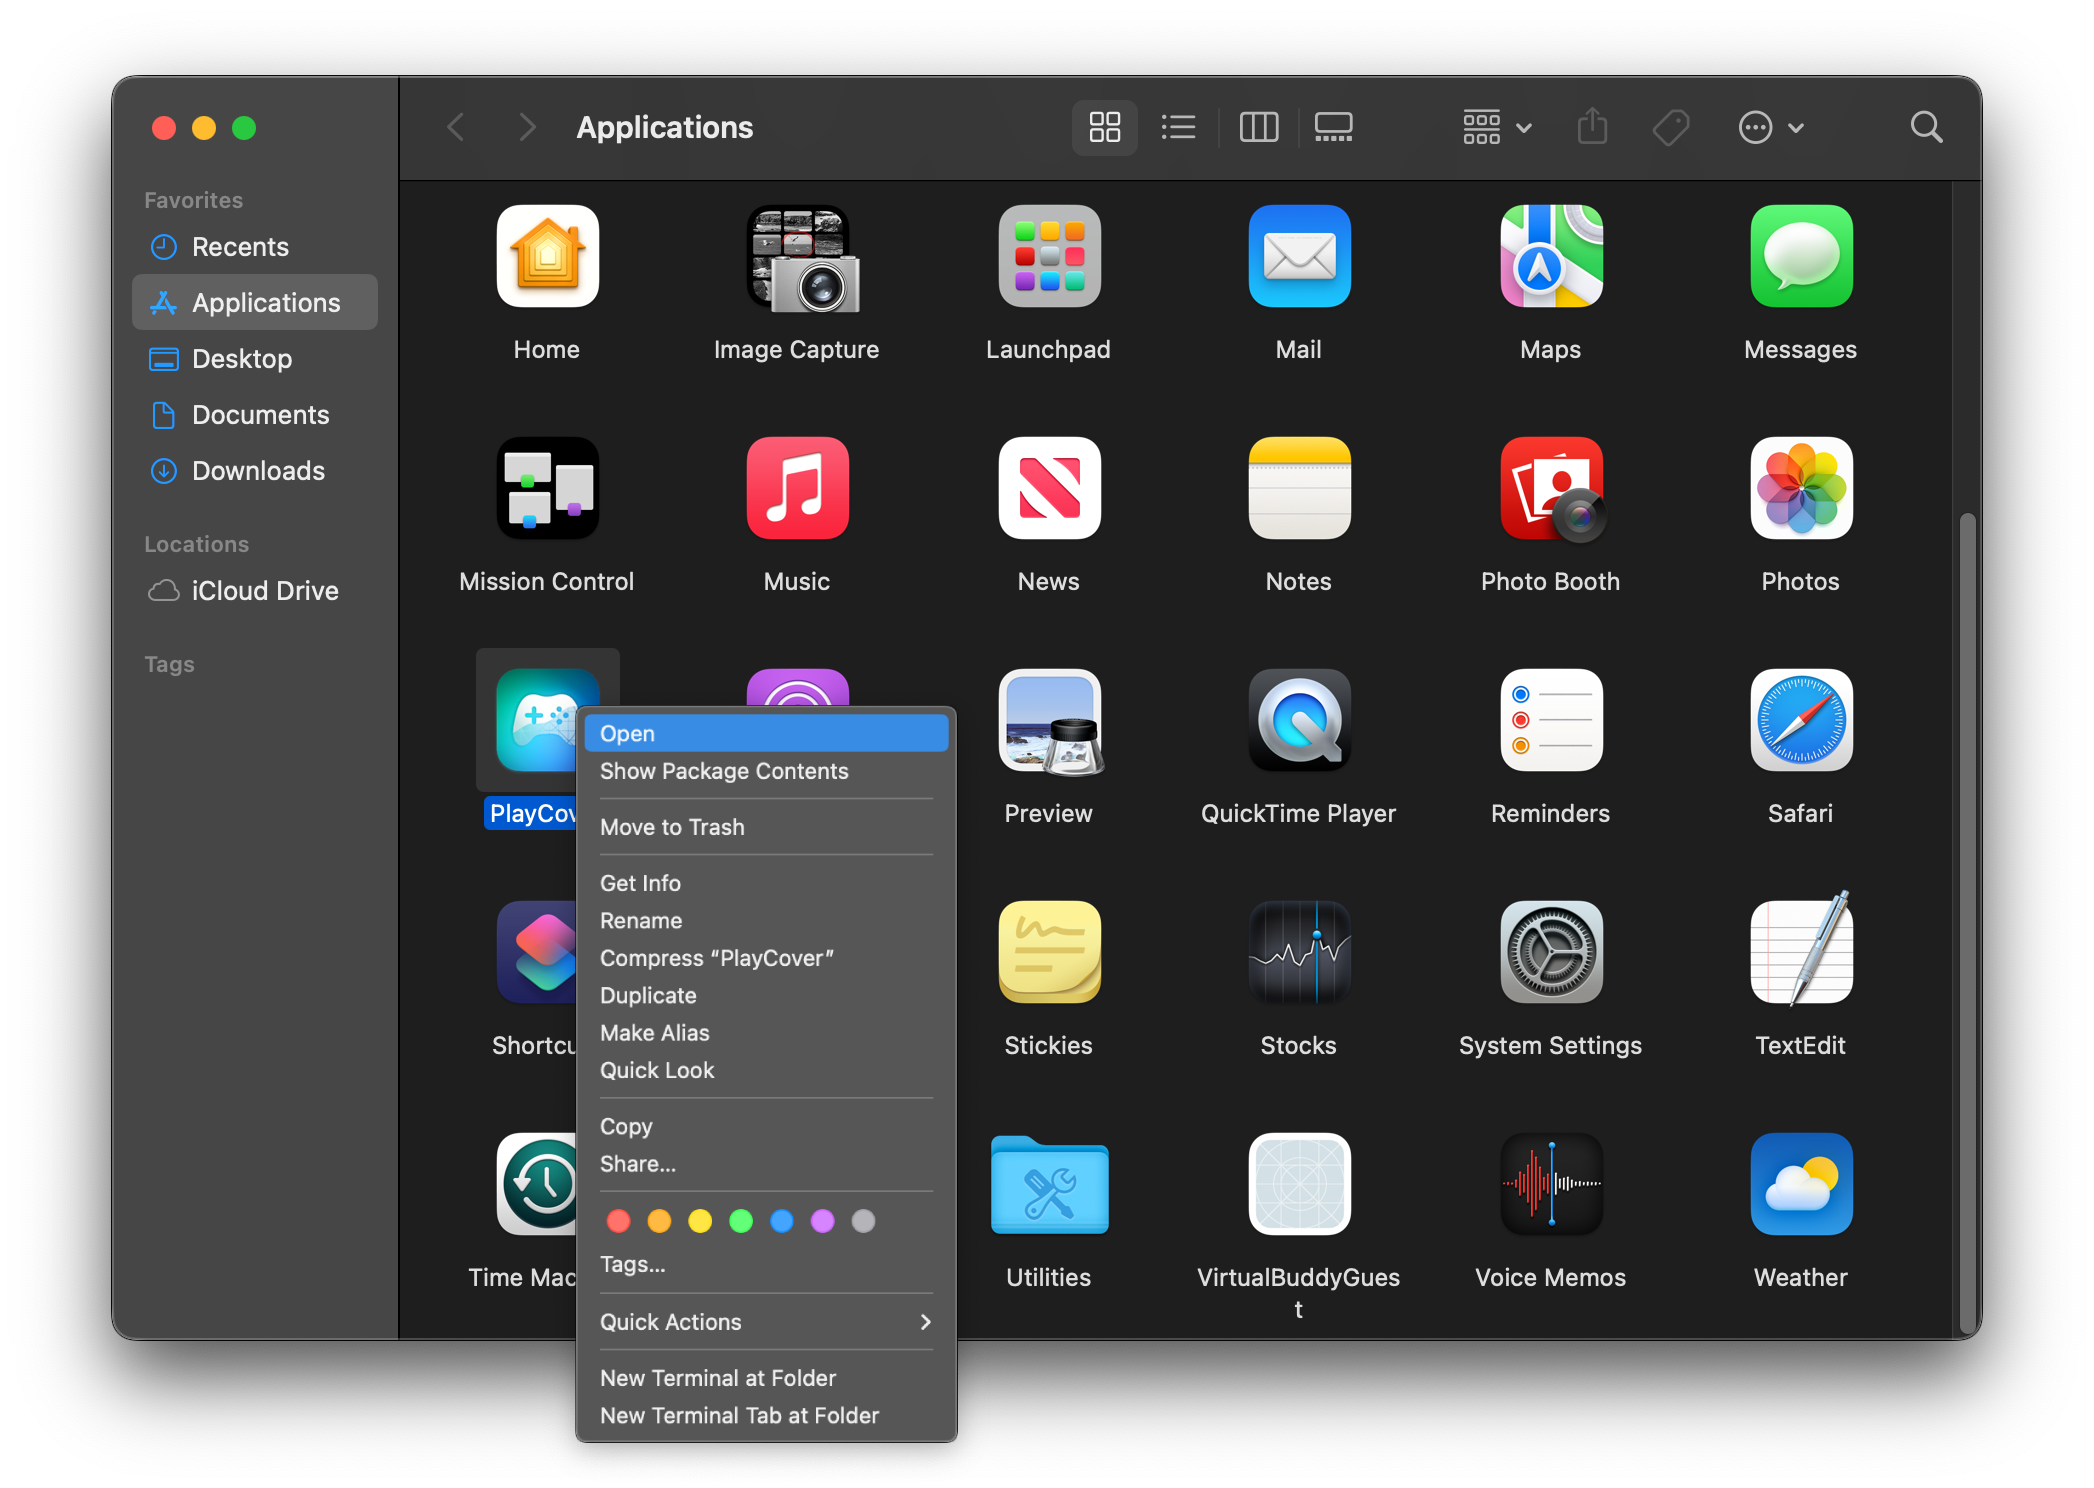 Applications
Favorites
Recents
Applications
Desktop
Documents
Downloads
Locations
iCloud Drive
Tags
Home
Image Capture
Launchpad
Mail
Maps
Messages
Mission Control
Music
News
Notes
Photo Booth
Photos
PlayCov
Preview
QuickTime Player
Reminders
Safari
Shortcu
Stickies
Stocks
System Settings
TextEdit
Time Mac
Utilities
VirtualBuddyGues
t
Voice Memos
Weather
Open
Show Package Contents
Move to Trash
Get Info
Rename
Compress “PlayCover”
Duplicate
Make Alias
Quick Look
Copy
Share...
Tags...
Quick Actions
New Terminal at Folder
New Terminal Tab at Folder